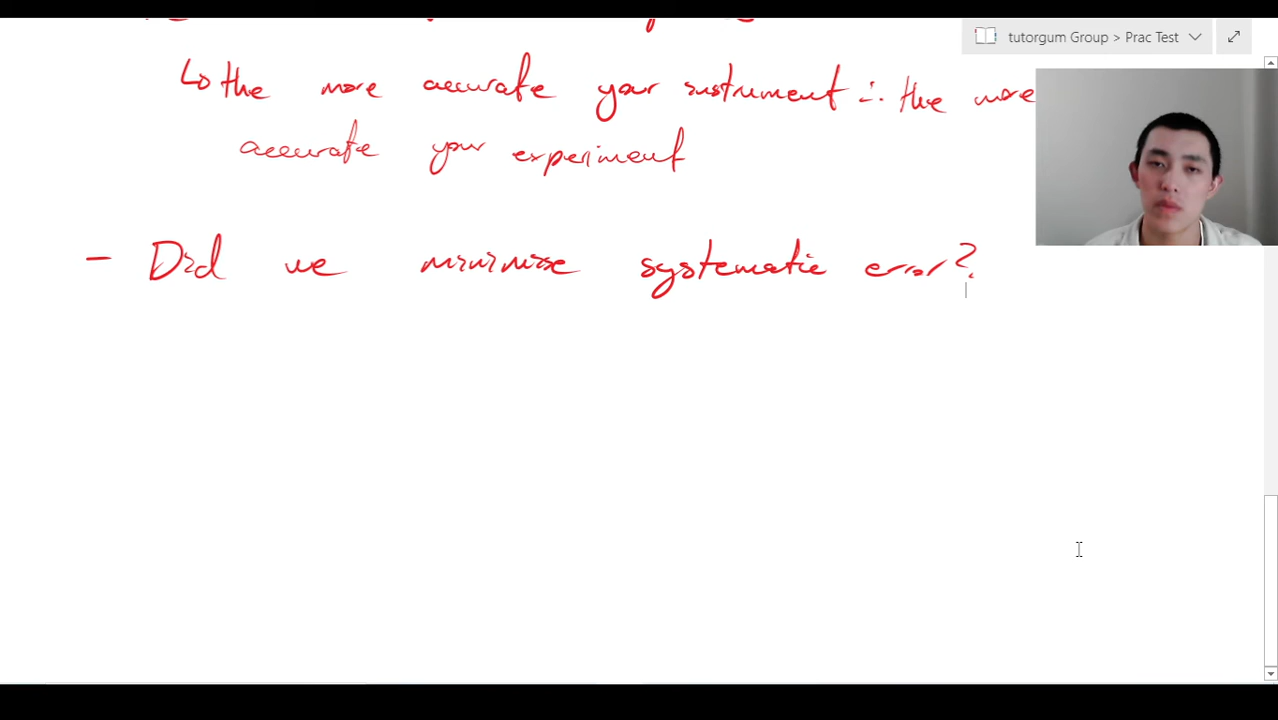 tutorgum Group > Prac Test
↳ the more accurate your instrument ∴ the more
accurate your experiment
- Did we minimise systematic error?